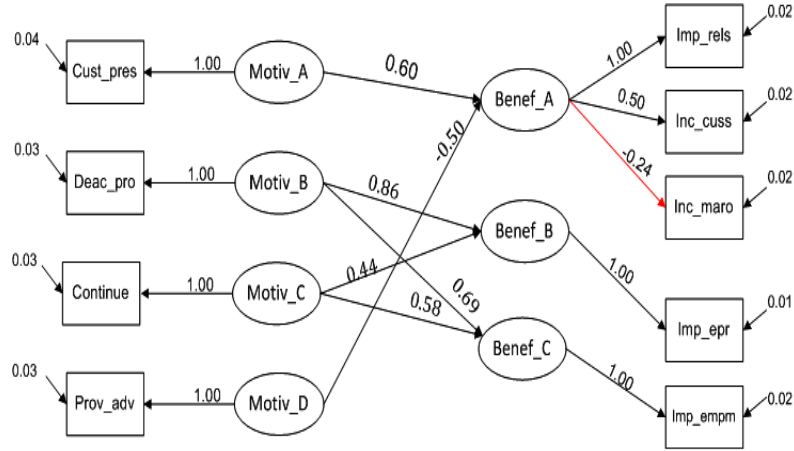 0.04
Cust_pres
1.00
Motiv_A
0.60
Benef_A
1.00
Imp_rels
0.02
0.50
Inc_cuss
0.02
-0.24
Inc_maro
0.02
-0.50
0.03
Deac_pro
1.00
Motiv_B
0.86
Benef_B
1.00
Imp_epr
0.01
0.03
Continue
1.00
Motiv_C
0.44
0.69
0.58
Benef_C
1.00
Imp_empm
0.02
0.03
Prov_adv
1.00
Motiv_D